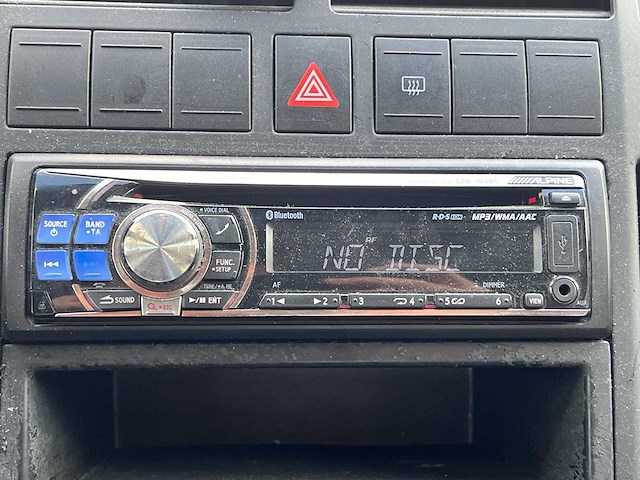 ALPINE
Bluetooth
R·D·S
MP3/WMA/AAC
VOICE DIAL
SOURCE
BAND
TA
FUNC.
SETUP
AF
NO DISC
AF
DIMMER
SOUND
ENT
1
2
3
4
5
6
VIEW